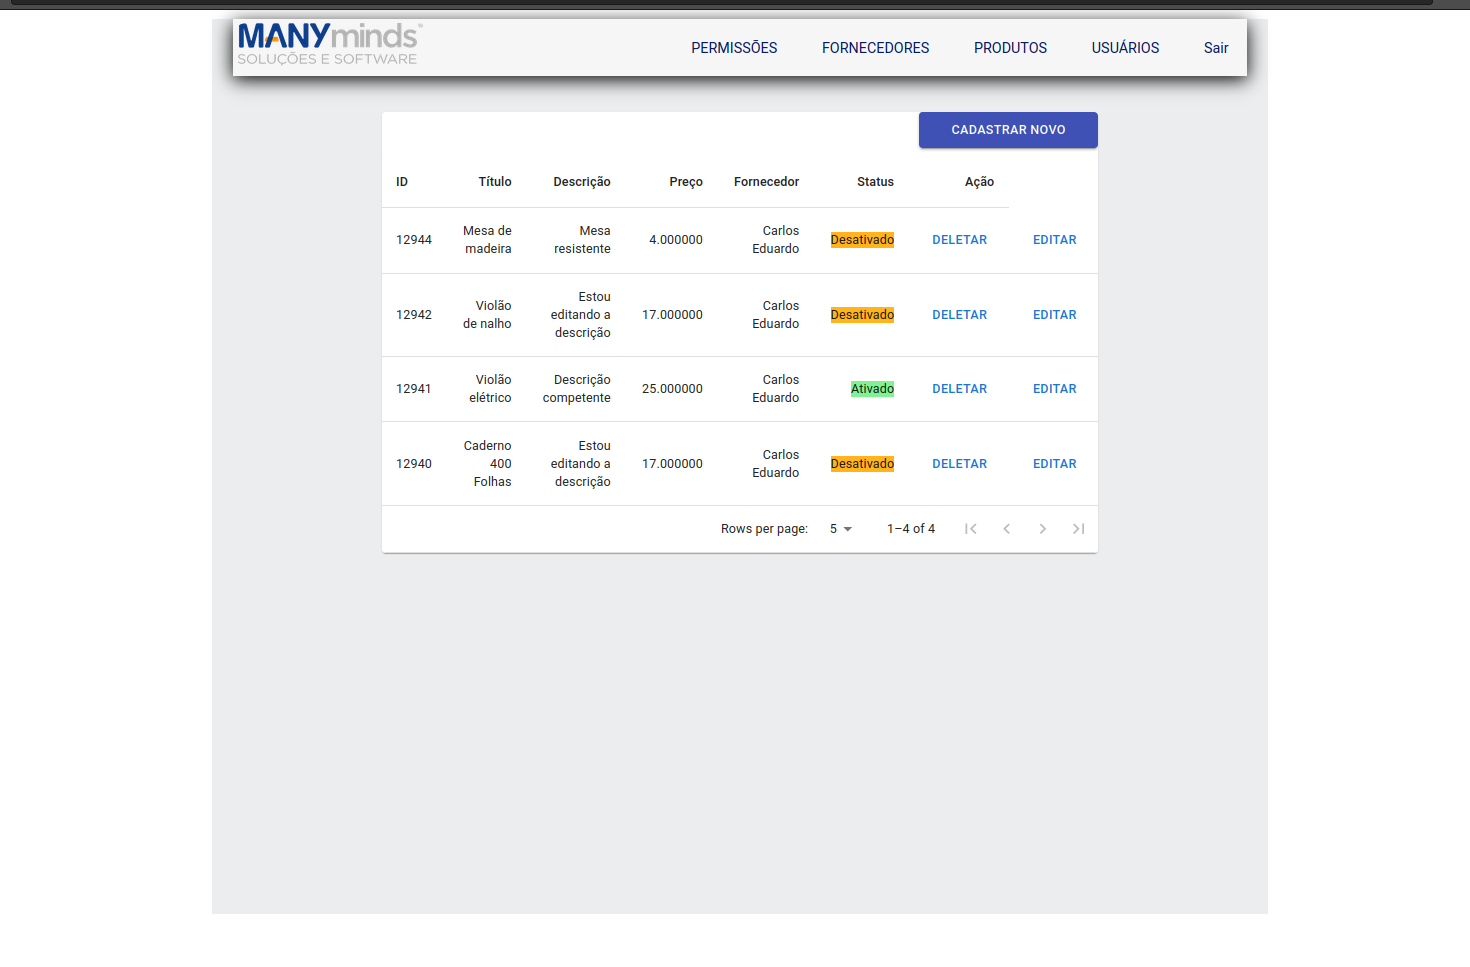 MANYminds™
SOLUÇÕES E SOFTWARE
PERMISSÕES FORNECEDORES PRODUTOS USUÁRIOS Sair
CADASTRAR NOVO
ID Título Descrição Preço Fornecedor Status Ação
12944 Mesa de madeira Mesa resistente 4.000000 Carlos Eduardo Desativado DELETAR EDITAR
12942 Violão de nalho Estou editando a descrição 17.000000 Carlos Eduardo Desativado DELETAR EDITAR
12941 Violão elétrico Descrição competente 25.000000 Carlos Eduardo Ativado DELETAR EDITAR
12940 Caderno 400 Folhas Estou editando a descrição 17.000000 Carlos Eduardo Desativado DELETAR EDITAR
Rows per page: 5 1–4 of 4